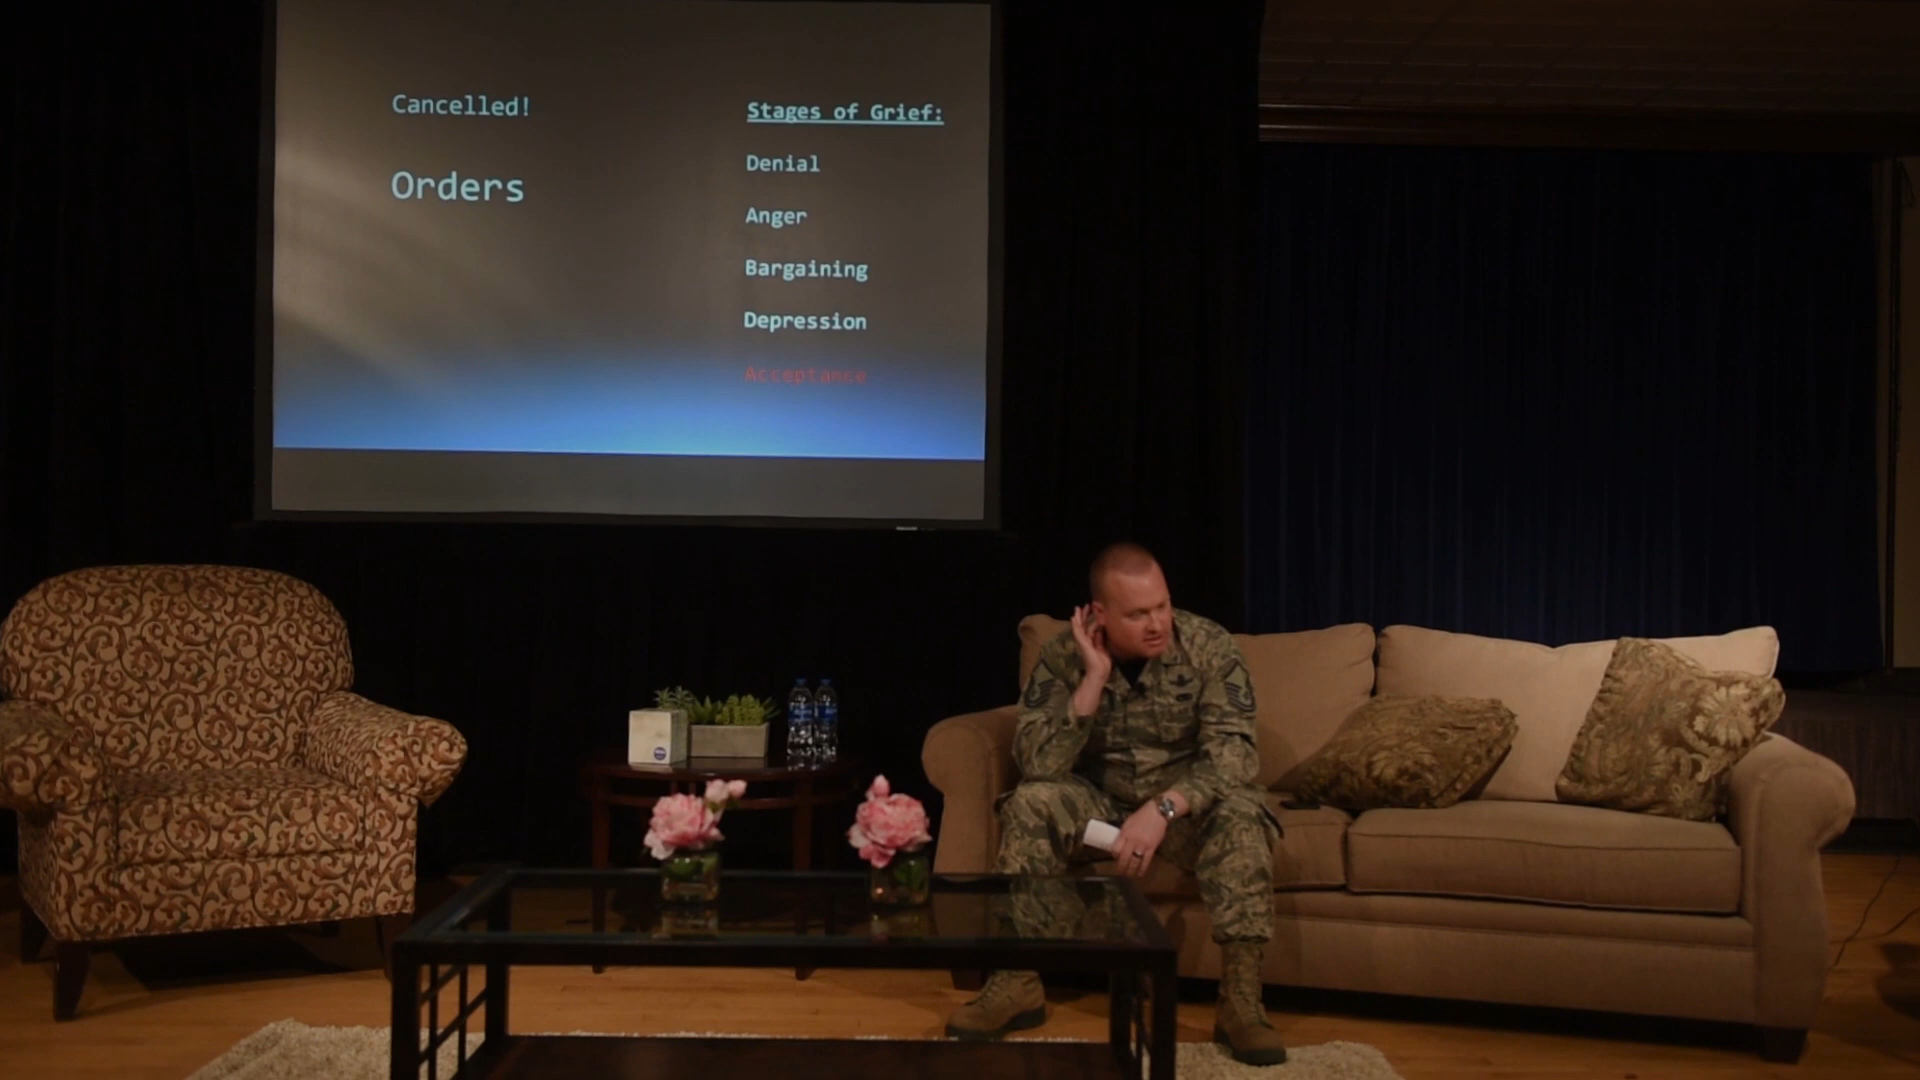 Cancelled!
Orders
Stages of Grief:
Denial
Anger
Bargaining
Depression
Acceptance